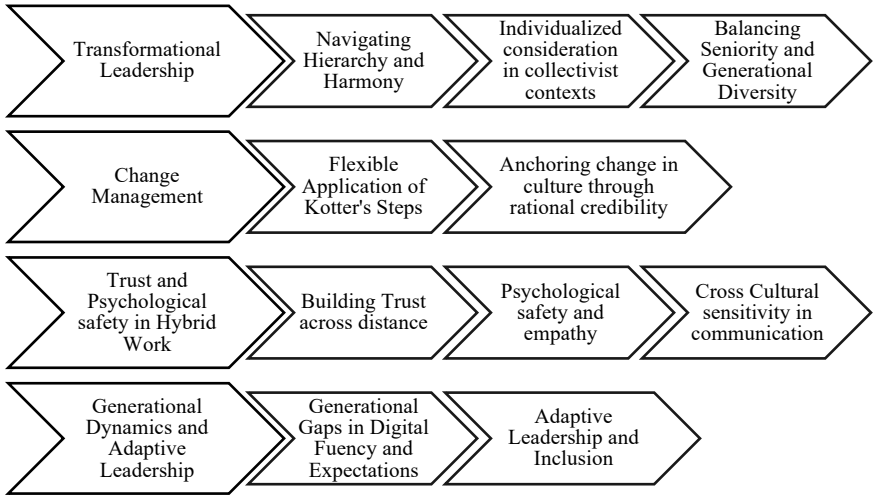 Transformational
Leadership
Navigating
Hierarchy and
Harmony
Individualized
consideration
in collectivist
contexts
Balancing
Seniority and
Generational
Diversity
Change
Management
Flexible
Application of
Kotter's Steps
Anchoring change in
culture through
rational credibility
Trust and
Psychological
safety in Hybrid
Work
Building Trust
across distance
Psychological
safety and
empathy
Cross Cultural
sensitivity in
communication
Generational
Dynamics and
Adaptive
Leadership
Generational
Gaps in Digital
Fuency and
Expectations
Adaptive
Leadership and
Inclusion